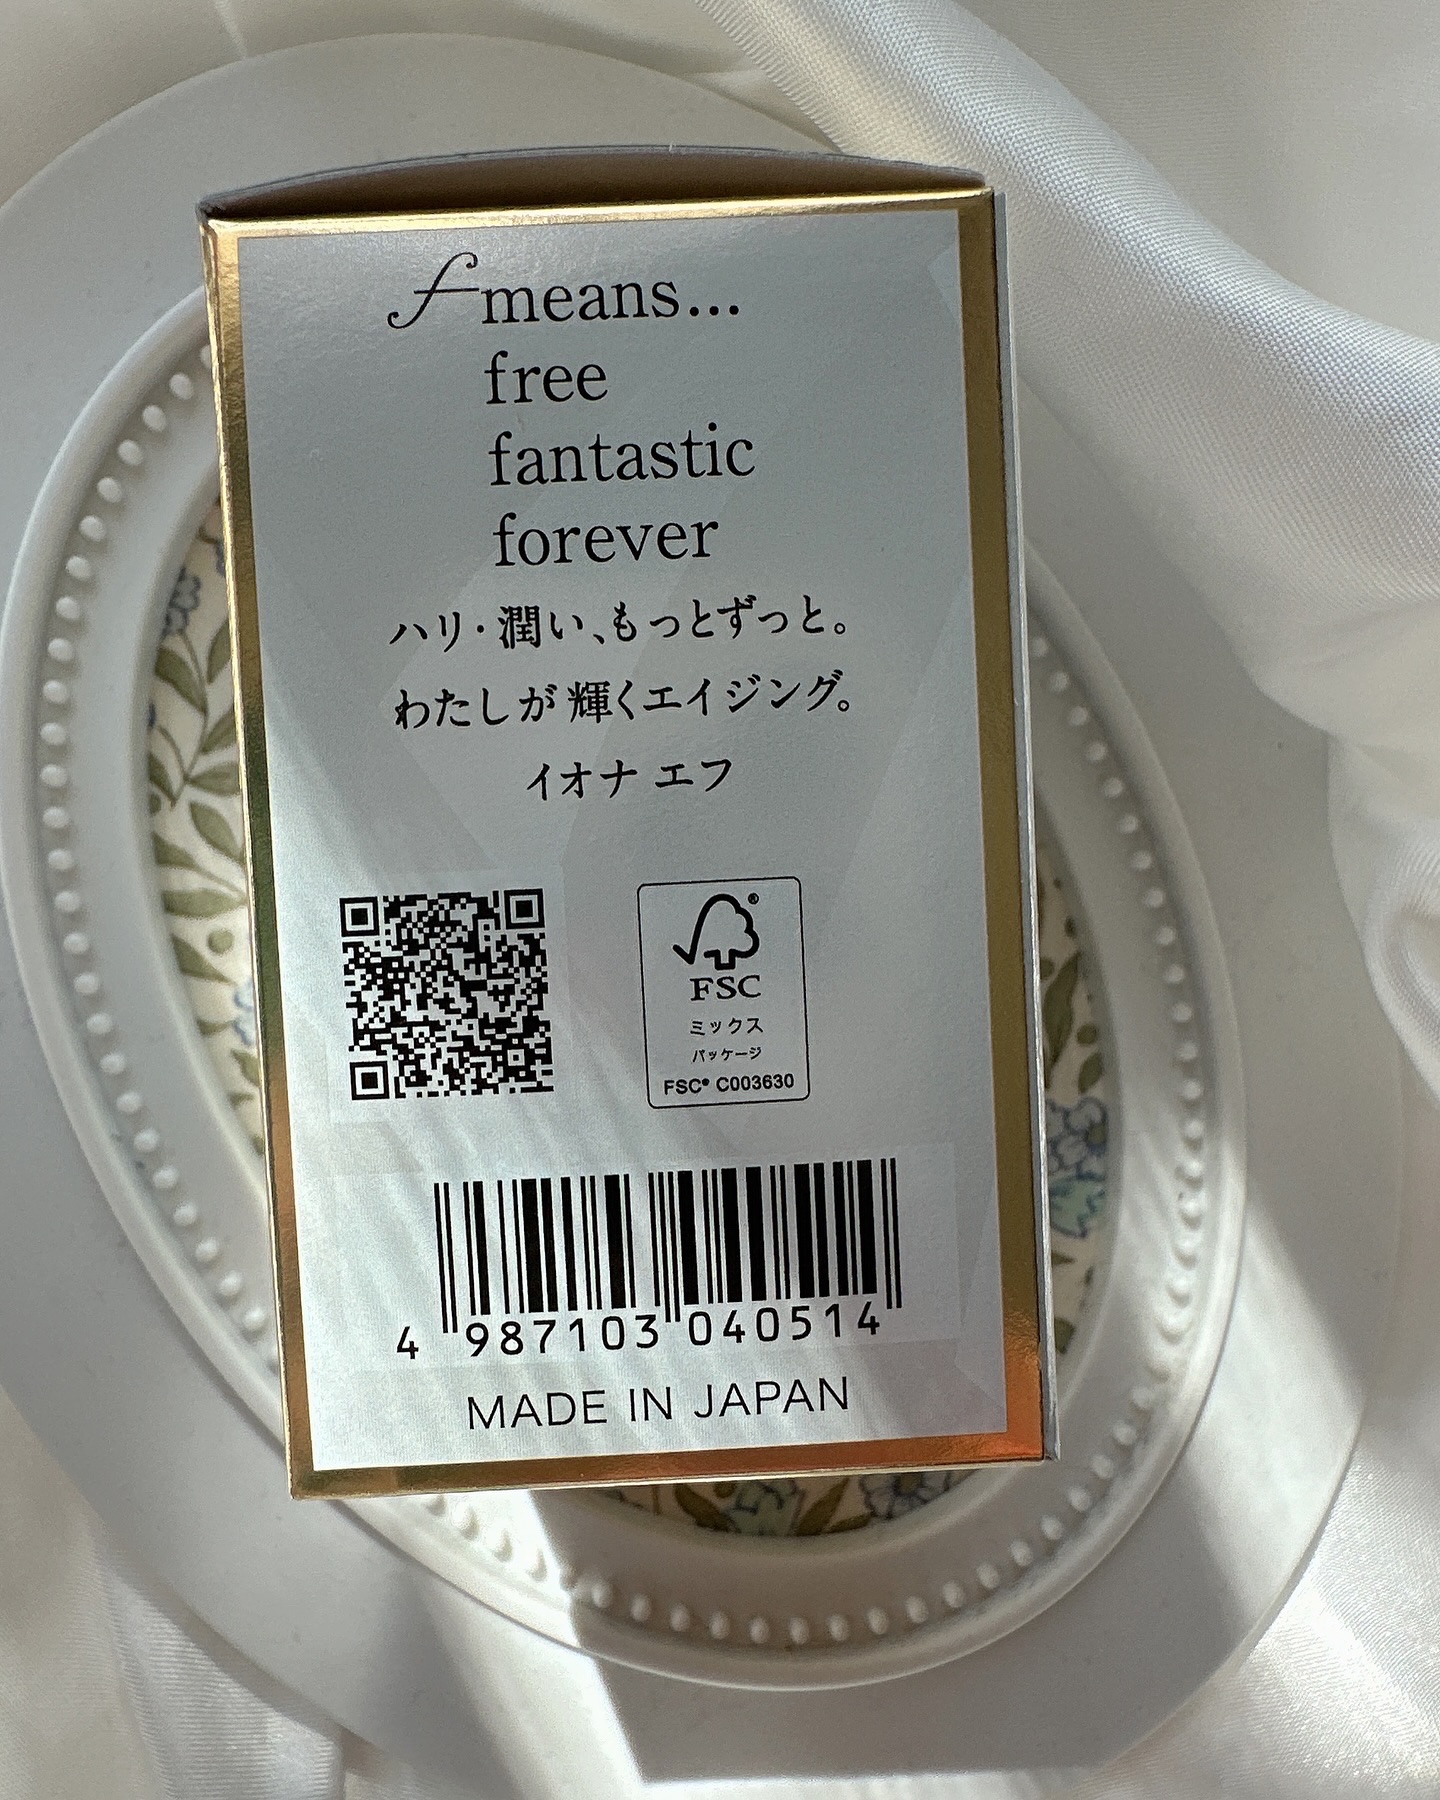 f means...
free
fantastic
forever
ハリ・潤い、もっとずっと。
わたしが輝くエイジング。
イオナ エフ
®
FSC
ミックス
パッケージ
FSC® C003630
4 987103 040514
MADE IN JAPAN